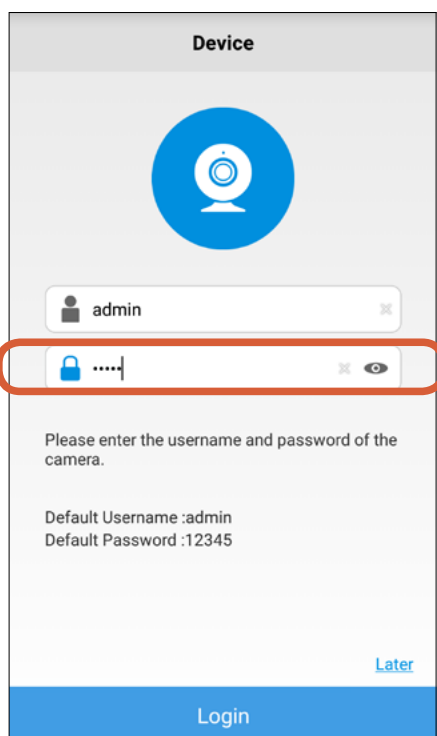 Device
admin
•••••
Please enter the username and password of the
camera.
Default Username :admin
Default Password :12345
Later
Login